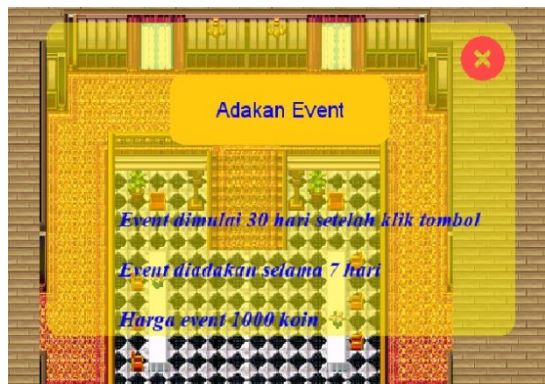 Adakan Event
Event dimulai 30 hari setelah klik tombol
Event diadakan selama 7 hari
Harga event 1000 koin